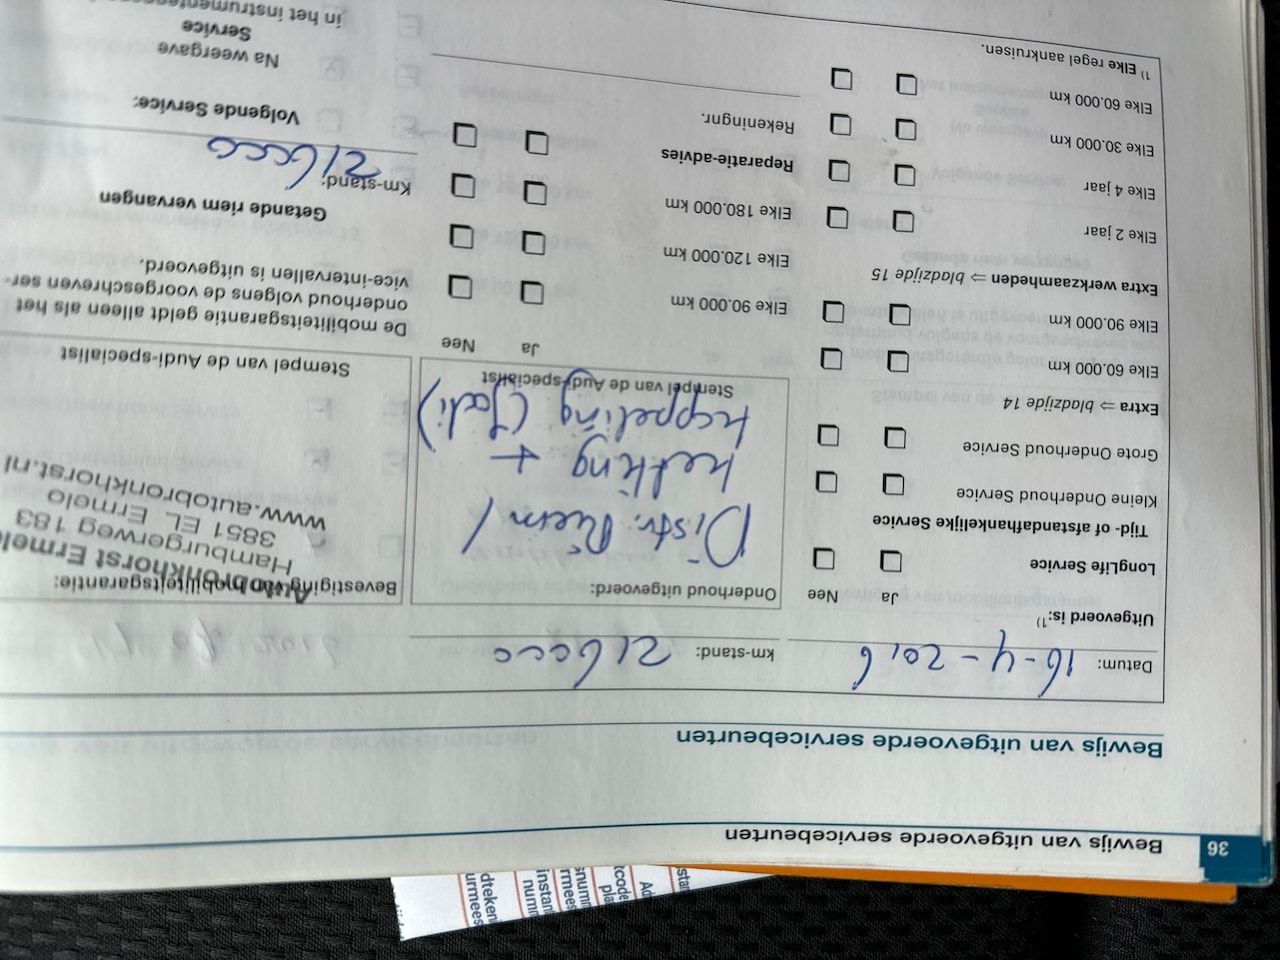 36
Bewijs van uitgevoerde servicebeurten
Bewijs van uitgevoerde servicebeurten
Datum: 16-4-2016
Uitgevoerd is:¹⁾
Ja Nee
LongLife Service
Tijd- of afstandafhankelijke Service
Kleine Onderhoud Service
Grote Onderhoud Service
Extra ⇒ bladzijde 14
Elke 60.000 km
Elke 90.000 km
Extra werkzaamheden ⇒ bladzijde 15
Elke 2 jaar
Elke 4 jaar
Elke 30.000 km
Elke 60.000 km
¹⁾ Elke regel aankruisen.
km-stand: 216000
Onderhoud uitgevoerd:
Distr. Riem /
ketting +
koppeling (Sachs)
Stempel van de Audi-specialist
Ja Nee
Elke 90.000 km
Elke 120.000 km
Elke 180.000 km
Reparatie-advies
Rekeningnr.
Bevestiging van mobiliteitsgarantie:
Autobronkhorst
Hamburgerweg 183
3851 EL Ermelo
www.autobronkhorst.nl
Stempel van de Audi-specialist
De mobiliteitsgarantie geldt alleen als het
onderhoud volgens de voorgeschreven ser-
vice-intervallen is uitgevoerd.
Getande riem vervangen
Km-stand: 216000
Volgende Service:
Na weergave
Service
in het